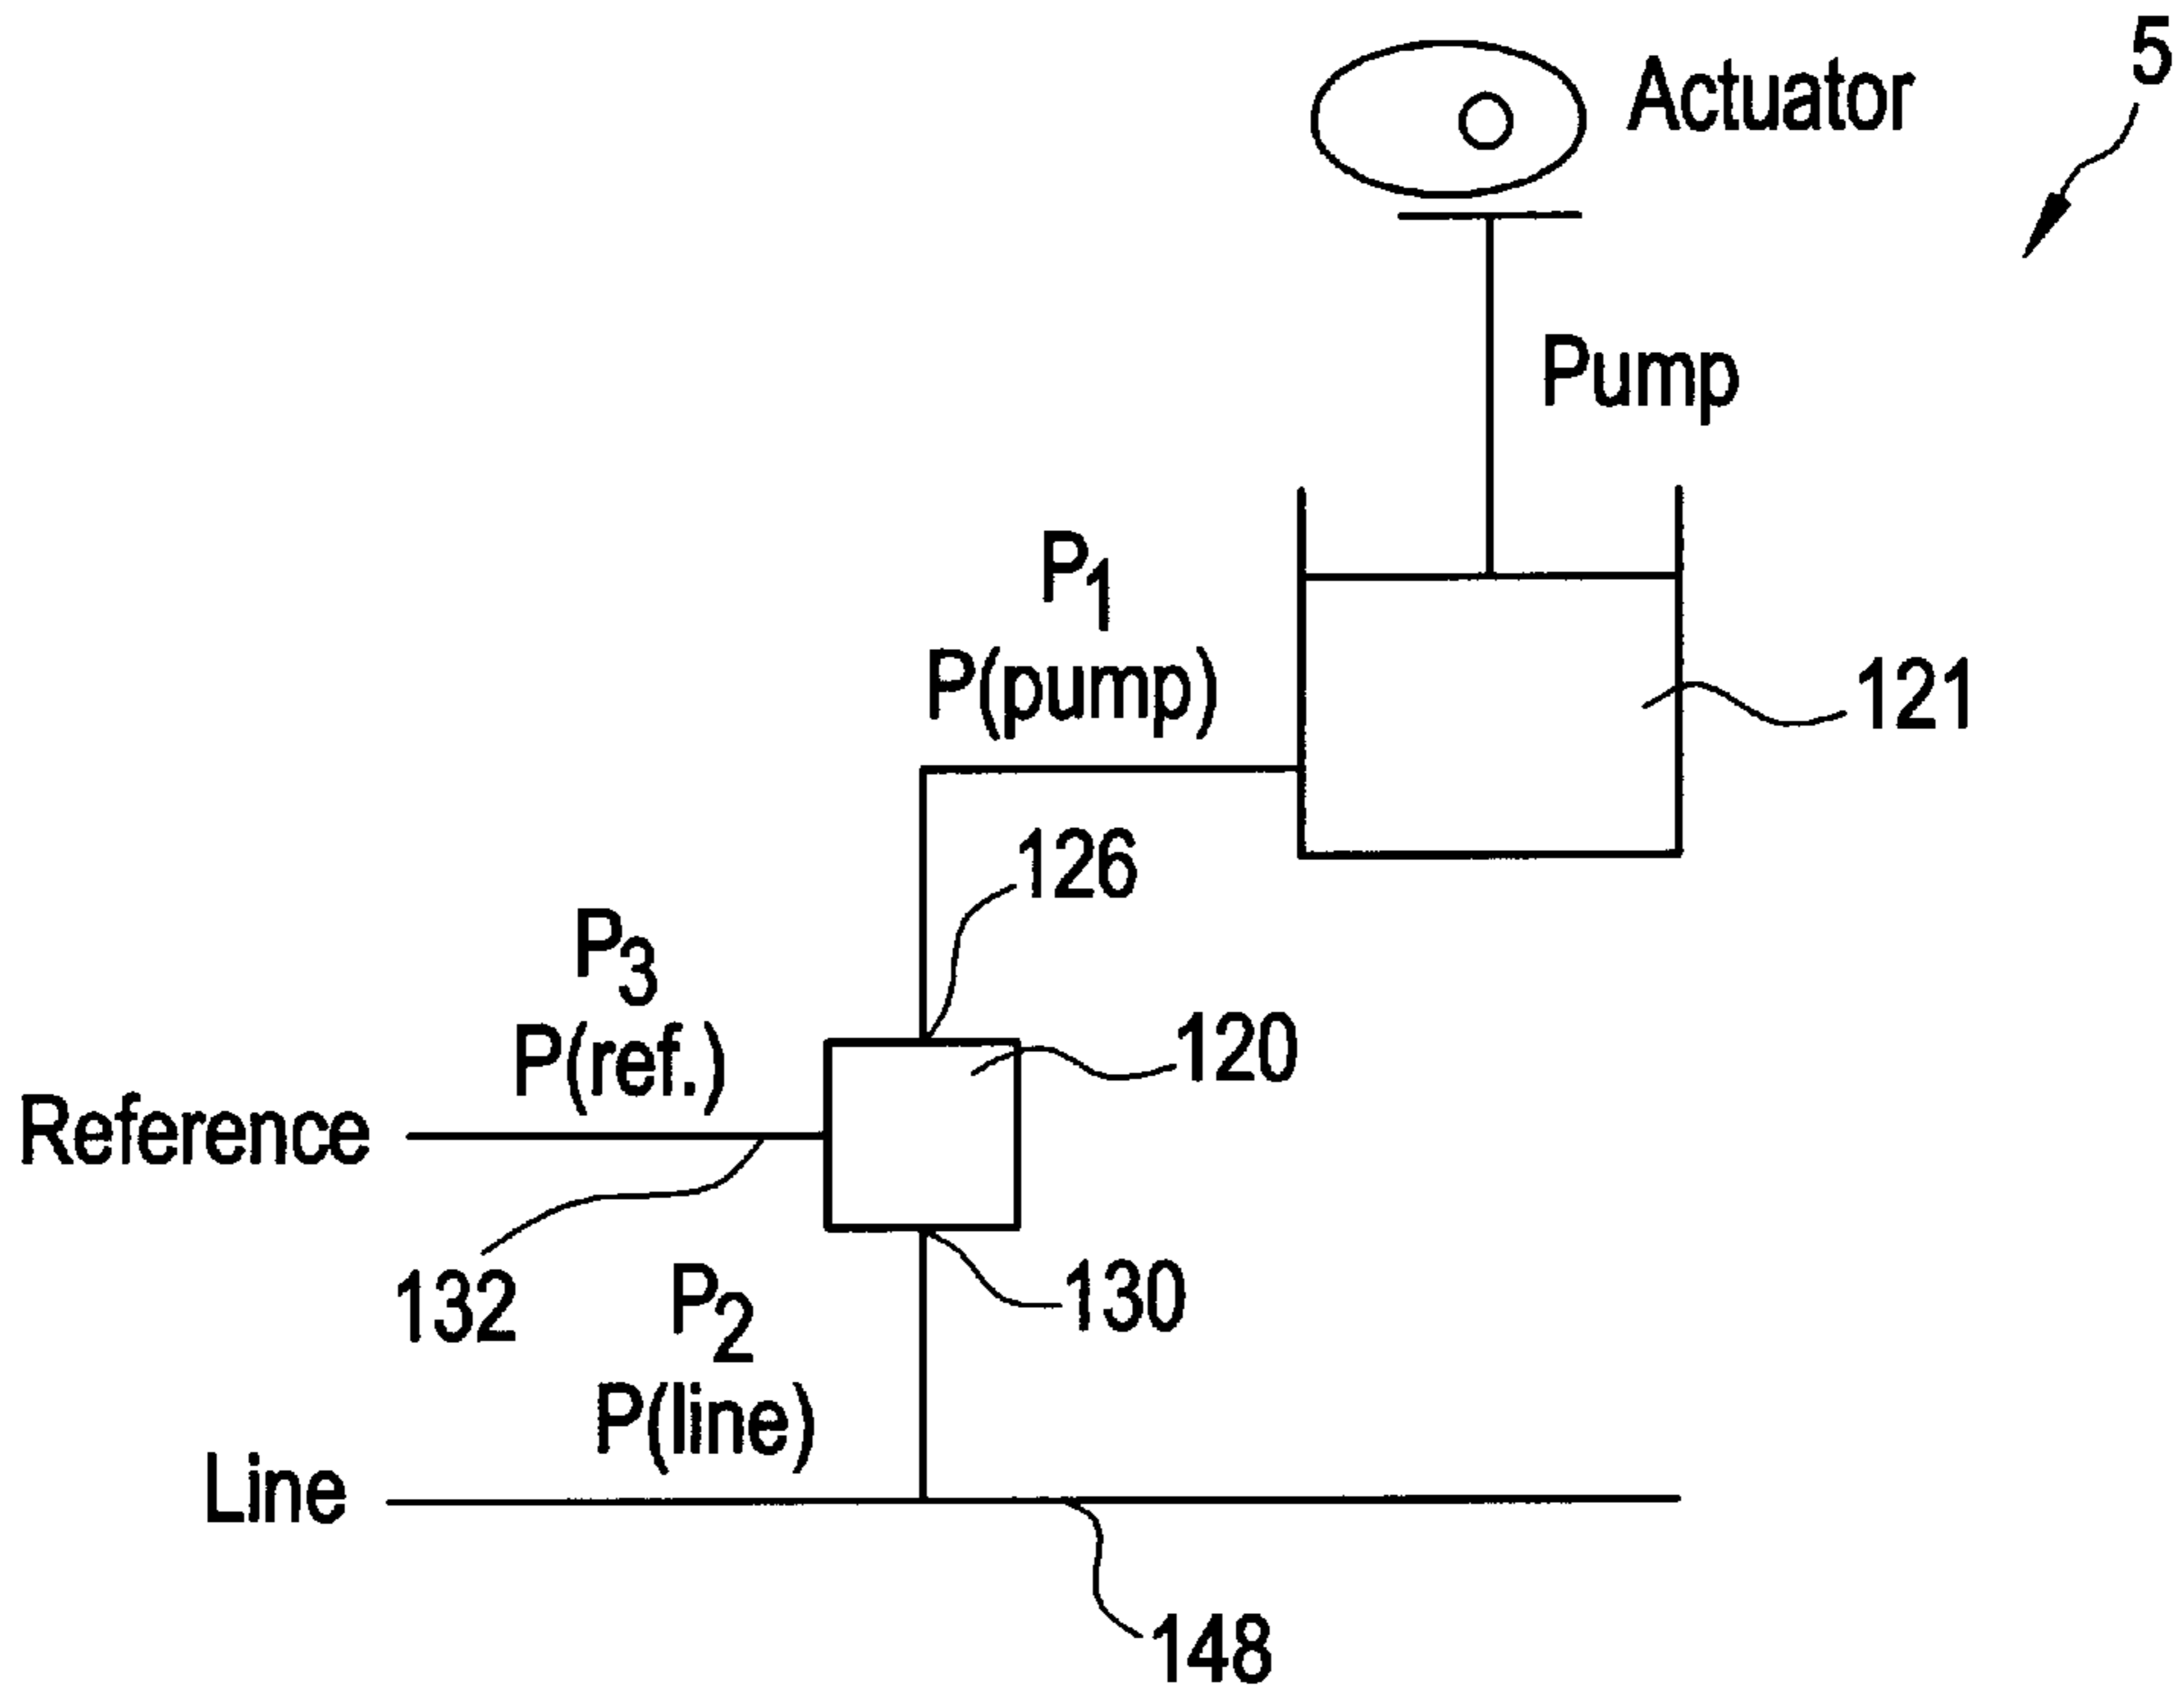 5
Actuator
Pump
P1
P(pump)
121
126
P3
P(ref.)
120
Reference
132
P2
130
P(line)
Line
148